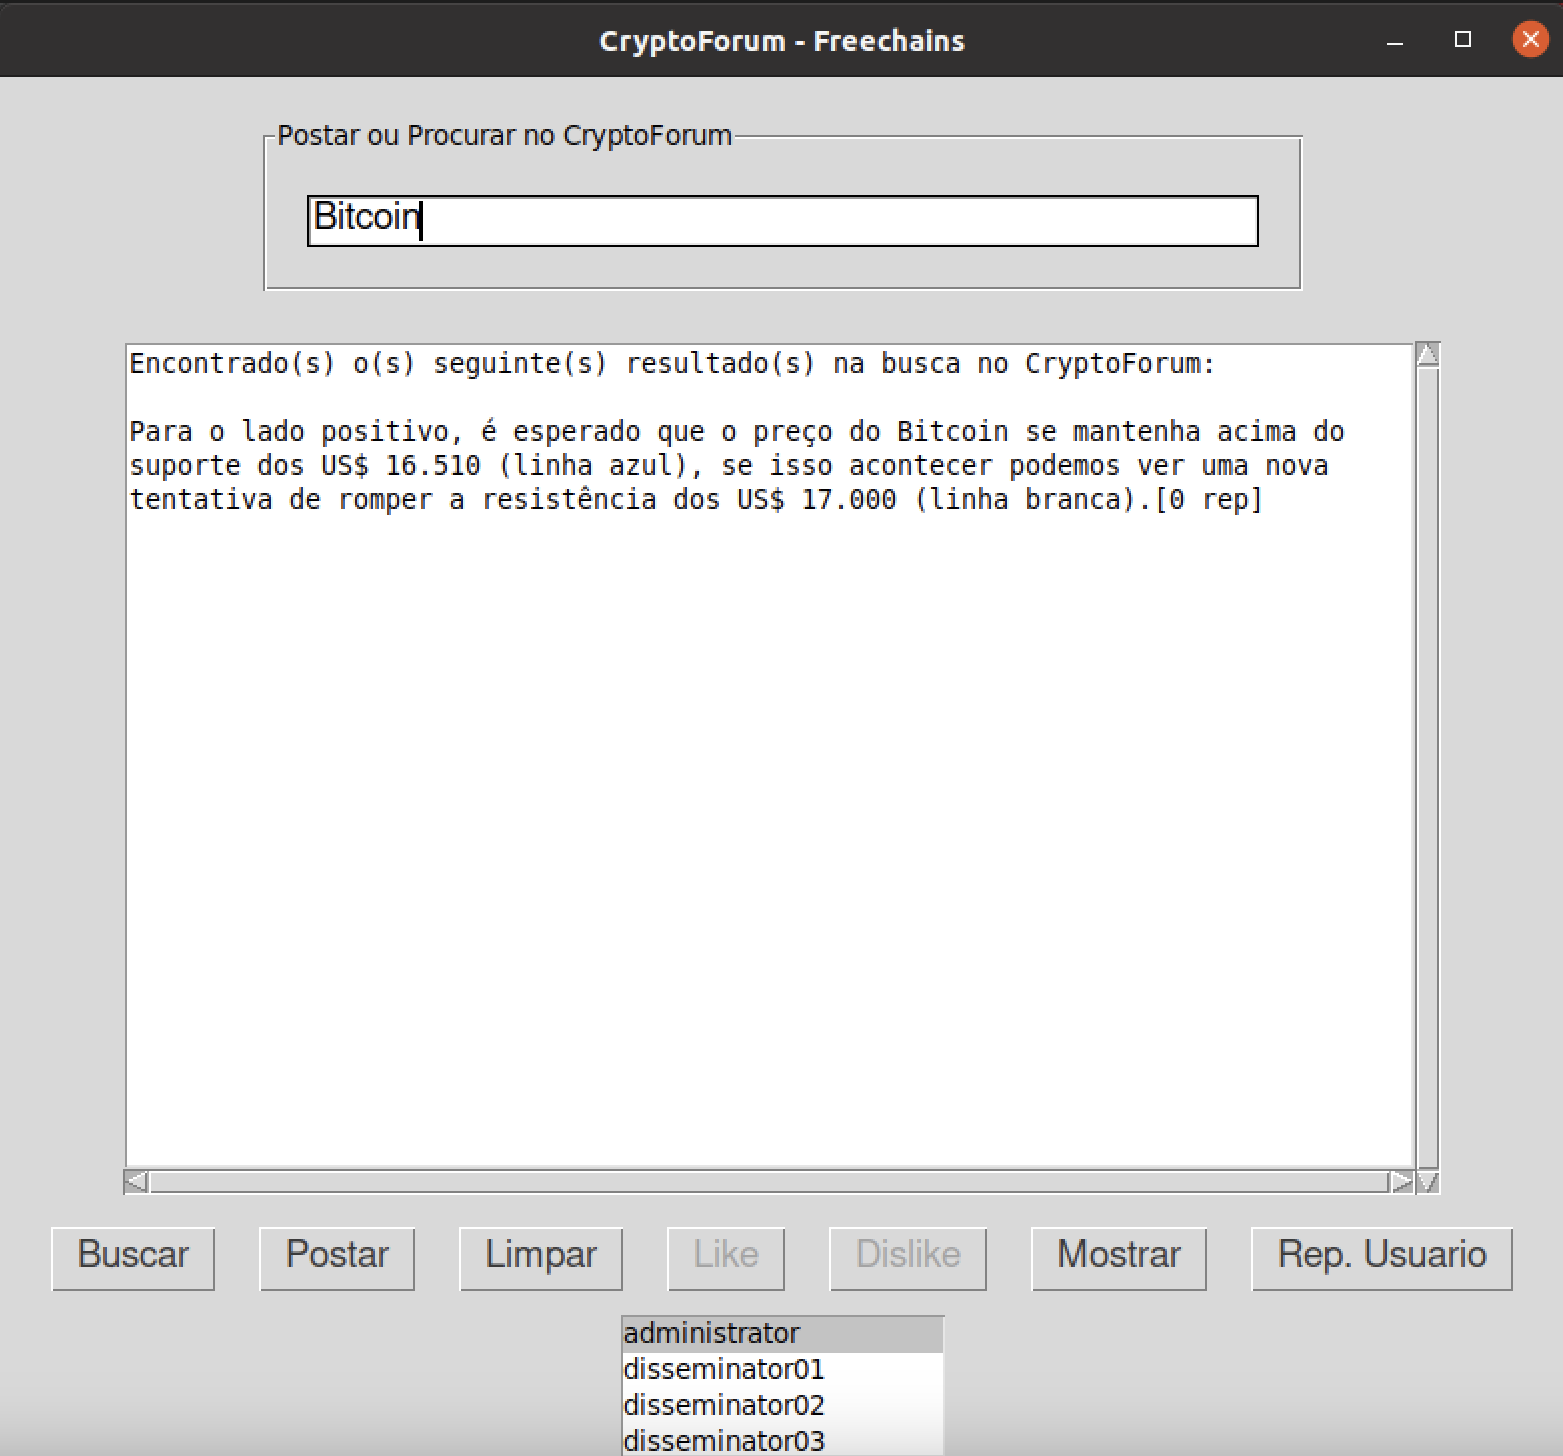 CryptoForum - Freechains
Postar ou Procurar no CryptoForum
Bitcoin
Encontrado(s) o(s) seguinte(s) resultado(s) na busca no CryptoForum:
Para o lado positivo, é esperado que o preço do Bitcoin se mantenha acima do
suporte dos US$ 16.510 (linha azul), se isso acontecer podemos ver uma nova
tentativa de romper a resistência dos US$ 17.000 (linha branca).[0 rep]
Buscar Postar Limpar Like Dislike Mostrar Rep. Usuario
administrator
disseminator01
disseminator02
disseminator03